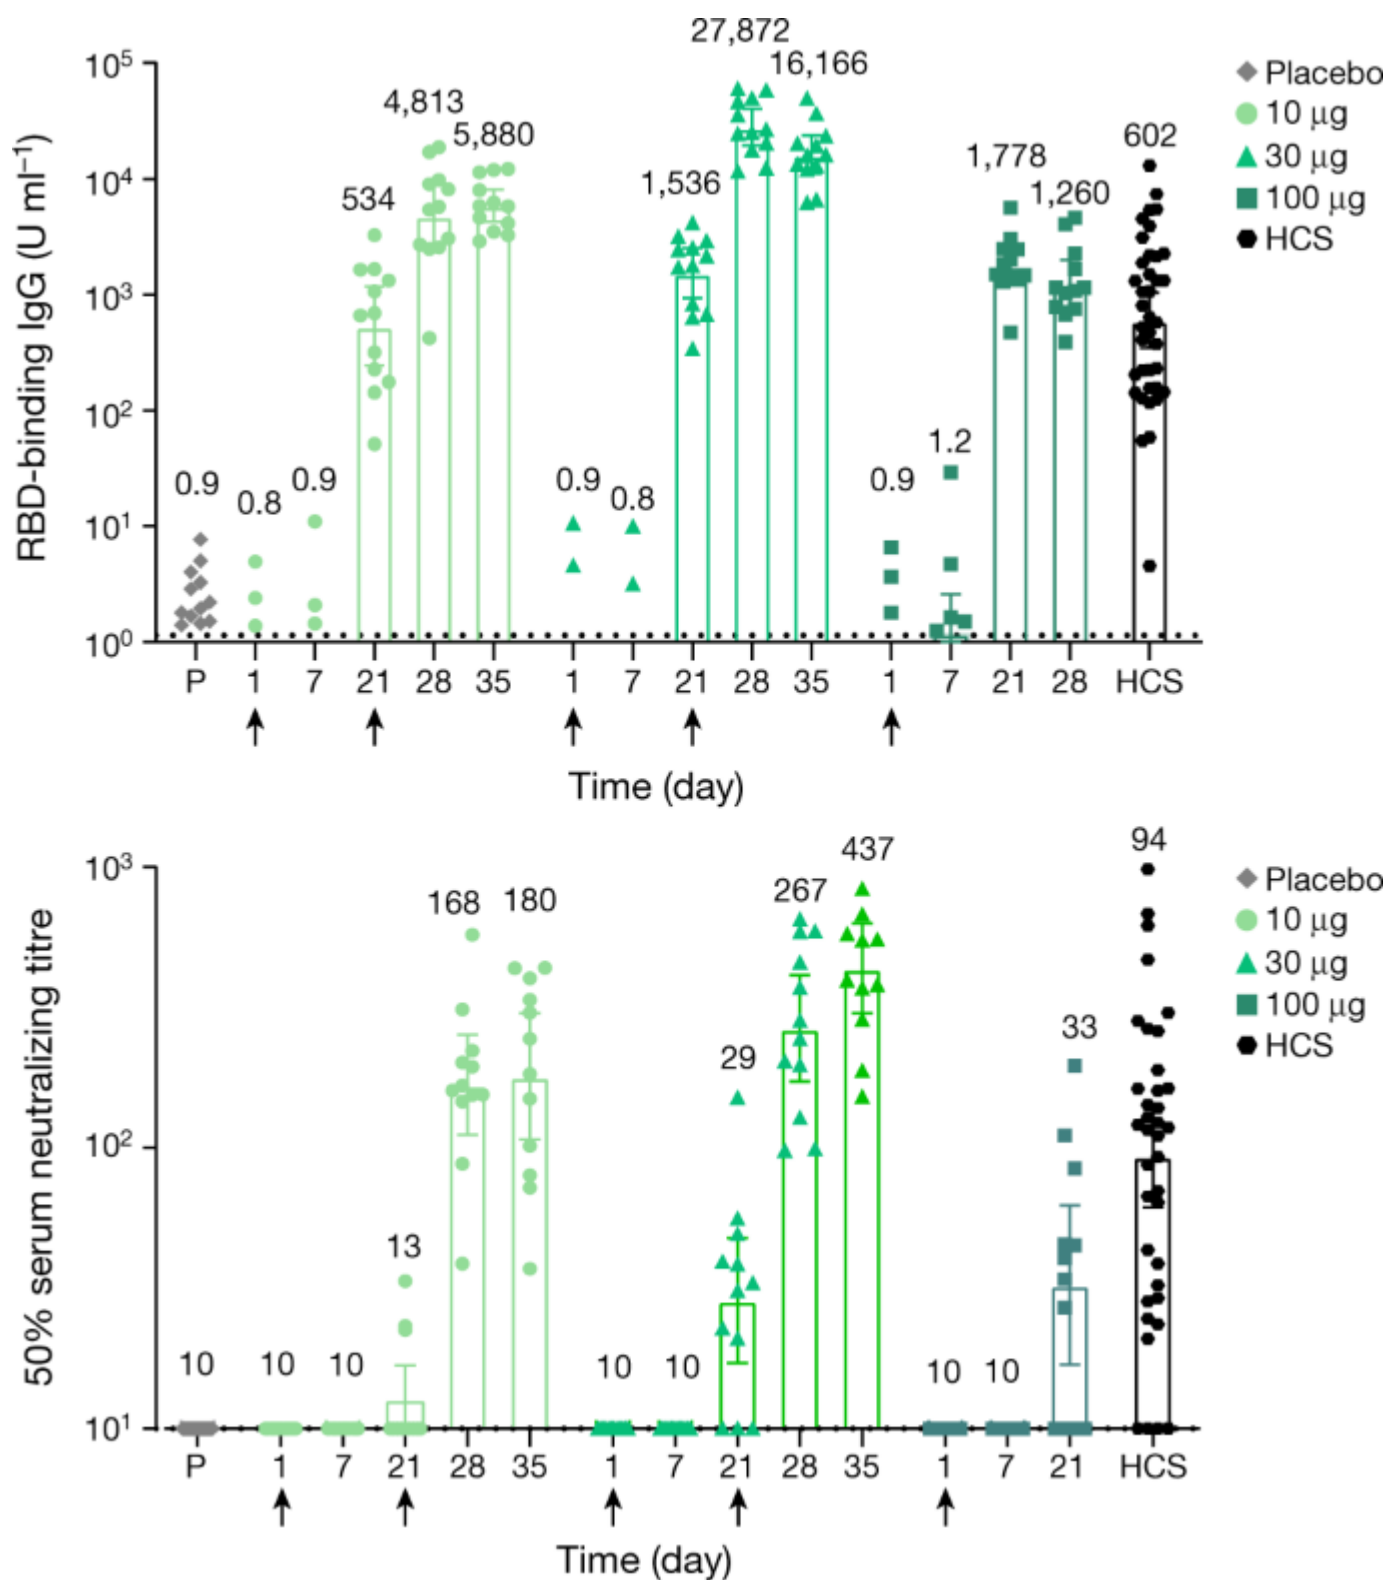 27,872
16,166
4,813
5,880
534
1,536
1,778
1,260
602
Placebo
10 μg
30 μg
100 μg
HCS
RBD-binding IgG (U ml⁻¹)
10⁵
10⁴
10³
10²
10¹
10⁰
0.9
0.8
0.9
0.9
0.8
0.9
1.2
P 1 7 21 28 35 1 7 21 28 35 1 7 21 28 HCS
Time (day)
50% serum neutralizing titre
10³
10²
10¹
10
10
10
13
168
180
10
10
29
267
437
10
10
33
94
Placebo
10 μg
30 μg
100 μg
HCS
P 1 7 21 28 35 1 7 21 28 35 1 7 21 HCS
Time (day)